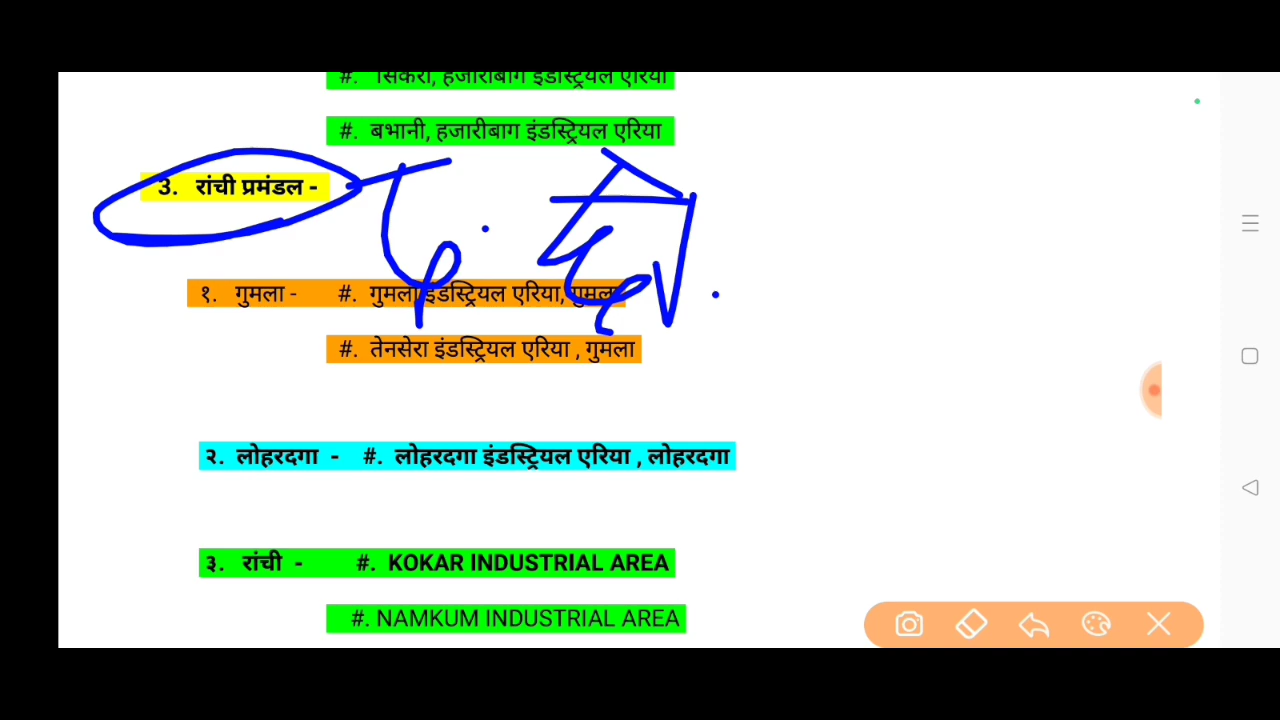 #. सिकरी, हजारीबाग इंडस्ट्रियल एरिया
#. बभानी, हजारीबाग इंडस्ट्रियल एरिया
3. रांची प्रमंडल -
१. गुमला - #. गुमला इंडस्ट्रियल एरिया, गुमला
#. तेनसेरा इंडस्ट्रियल एरिया , गुमला
२. लोहरदगा - #. लोहरदगा इंडस्ट्रियल एरिया , लोहरदगा
३. रांची - #. KOKAR INDUSTRIAL AREA
#. NAMKUM INDUSTRIAL AREA